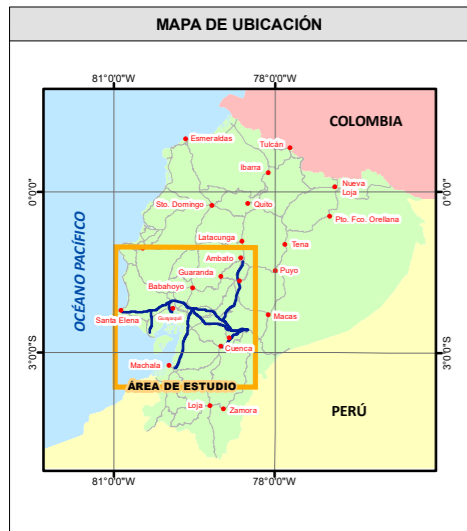 MAPA DE UBICACIÓN
81°0'0"W
78°0'0"W
COLOMBIA
Esmeraldas
Tulcán
Ibarra
Nueva
Loja
0°0'0"
0°0'0"
Sto. Domingo
Quito
Pto. Fco. Orellana
OCÉANO PACÍFICO
Latacunga
Tena
Ambato
Guaranda
Puyo
Babahoyo
Santa Elena
Guayaquil
Macas
Cuenca
3°0'0"S
3°0'0"S
Machala
ÁREA DE ESTUDIO
Loja
Zamora
PERÚ
81°0'0"W
78°0'0"W